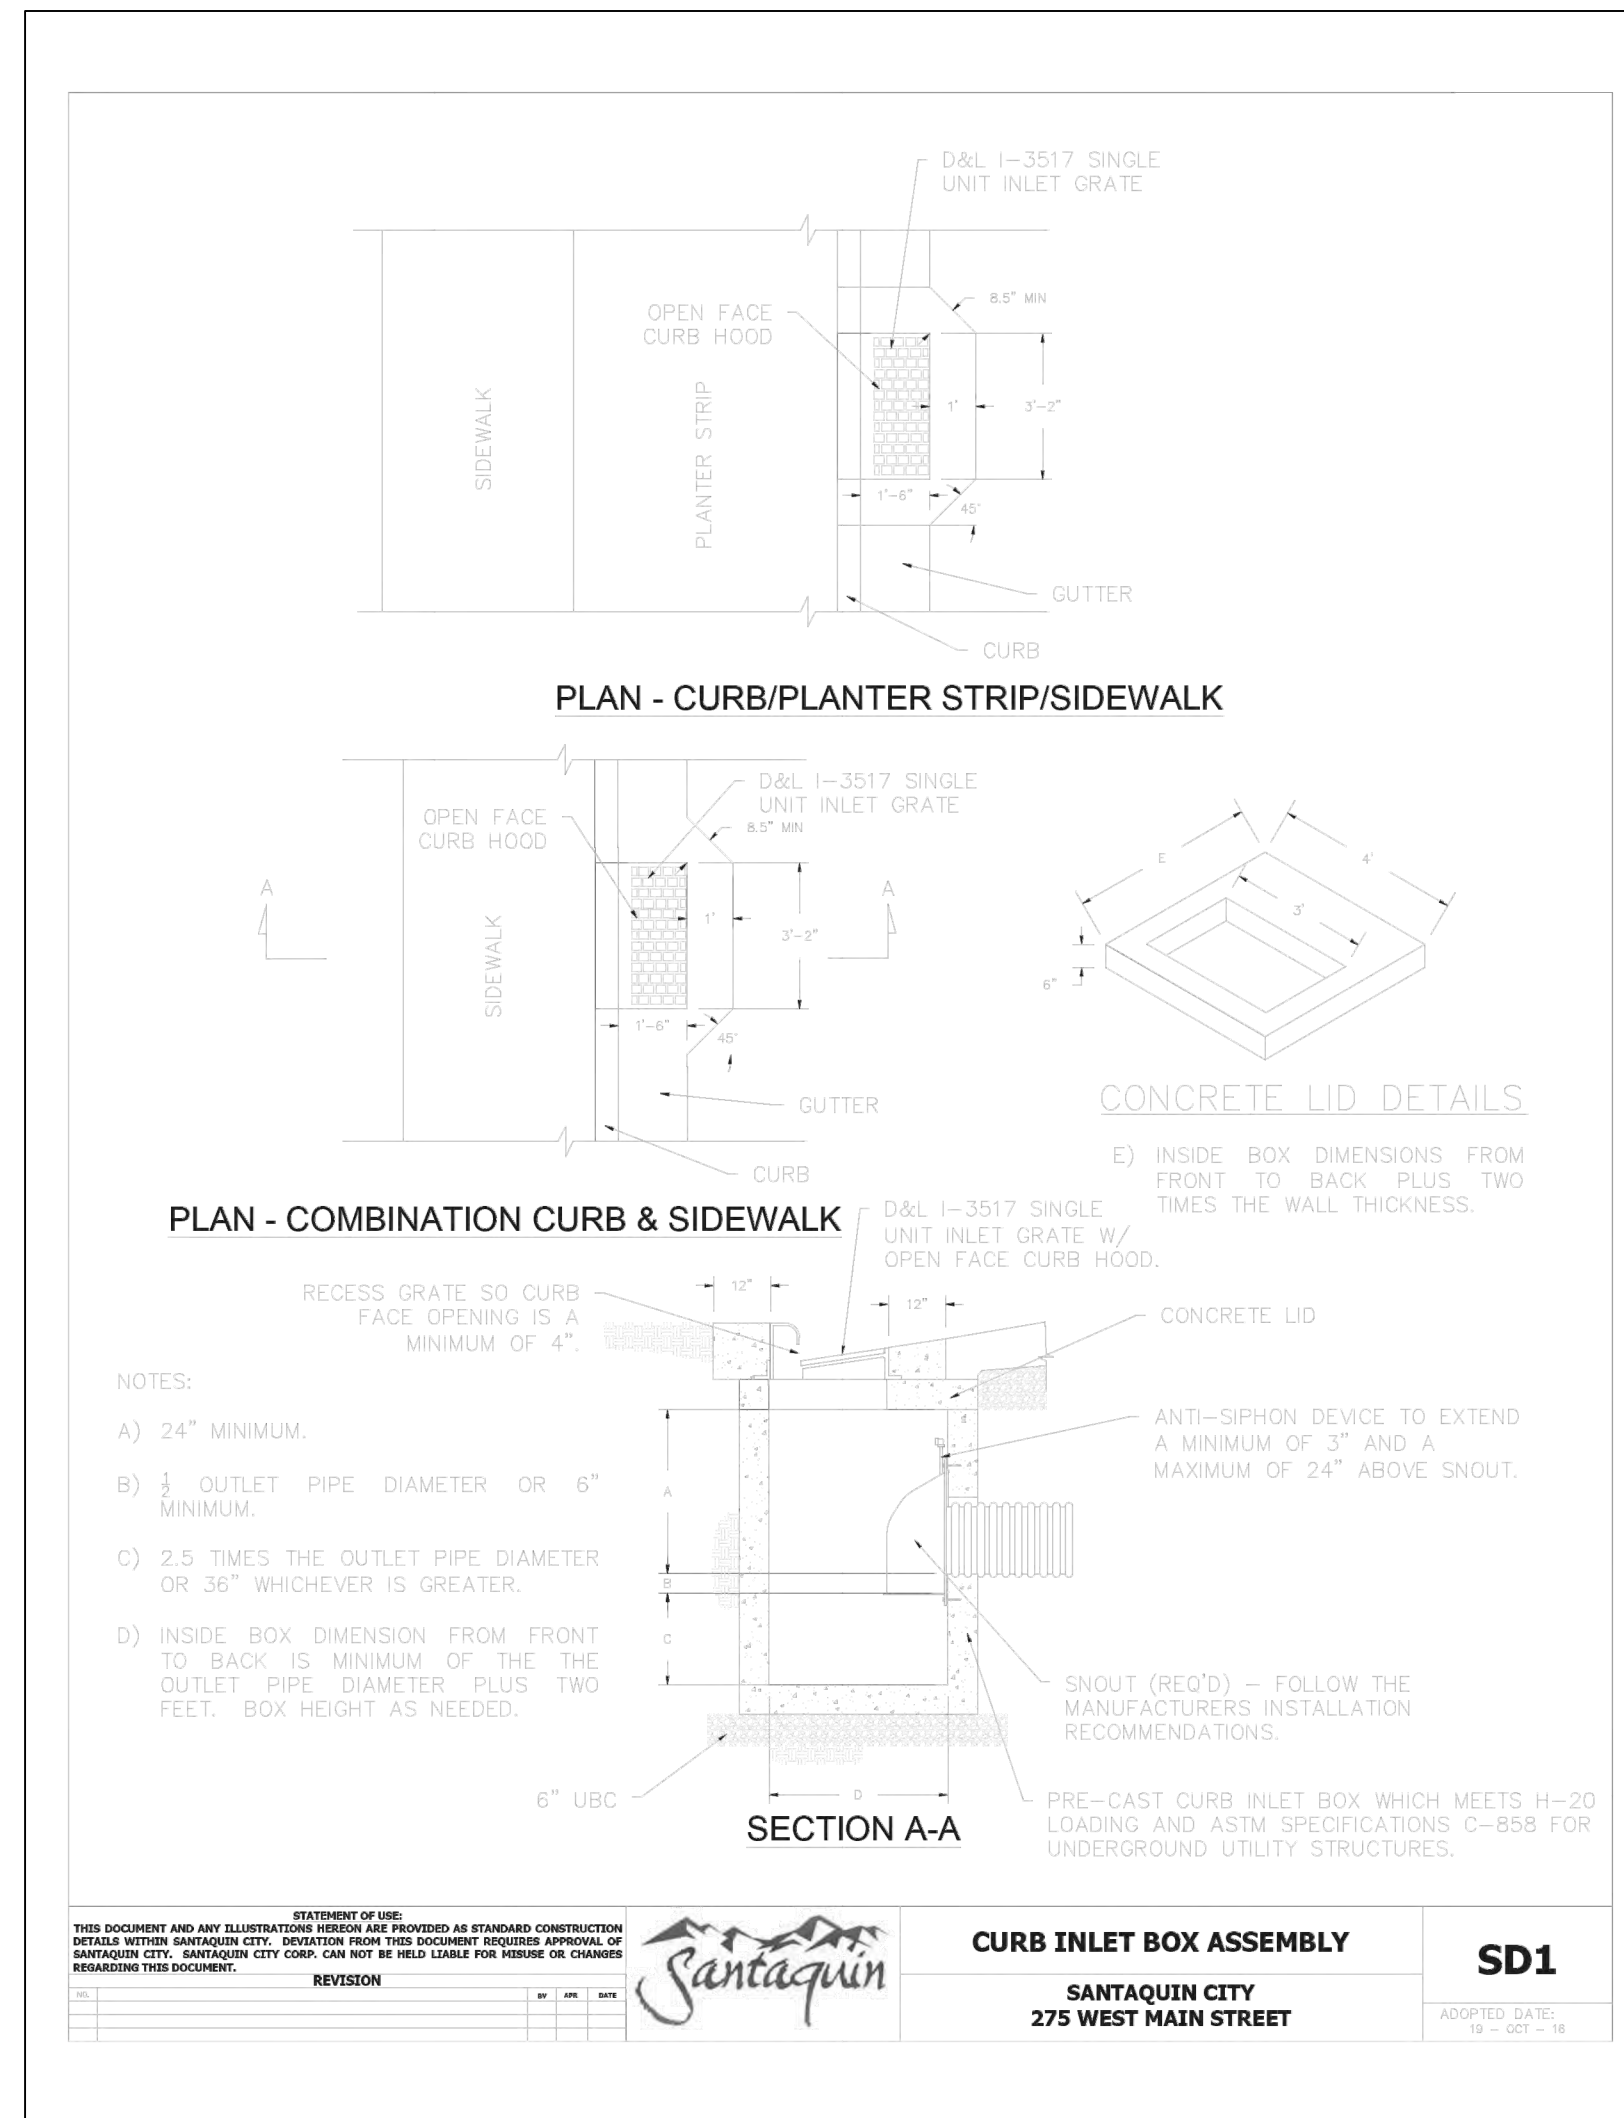 D&L I-3517 SINGLE
UNIT INLET GRATE
8.5" MIN
OPEN FACE
CURB HOOD
SIDEWALK
PLANTER STRIP
1'
3'-2"
1'-6"
45°
GUTTER
CURB
PLAN - CURB/PLANTER STRIP/SIDEWALK
D&L I-3517 SINGLE
UNIT INLET GRATE
OPEN FACE
CURB HOOD
8.5" MIN
A
A
SIDEWALK
1'
3'-2"
1'-6"
45°
GUTTER
CURB
PLAN - COMBINATION CURB & SIDEWALK
E
4'
3'
6"
CONCRETE LID DETAILS
E) INSIDE BOX DIMENSIONS FROM
FRONT TO BACK PLUS TWO
TIMES THE WALL THICKNESS.
D&L I-3517 SINGLE
UNIT INLET GRATE W/
OPEN FACE CURB HOOD.
RECESS GRATE SO CURB
FACE OPENING IS A
MINIMUM OF 4".
12"
12"
CONCRETE LID
NOTES:
A) 24" MINIMUM.
B) ½ OUTLET PIPE DIAMETER OR 6"
MINIMUM.
C) 2.5 TIMES THE OUTLET PIPE DIAMETER
OR 36" WHICHEVER IS GREATER.
D) INSIDE BOX DIMENSION FROM FRONT
TO BACK IS MINIMUM OF THE THE
OUTLET PIPE DIAMETER PLUS TWO
FEET. BOX HEIGHT AS NEEDED.
ANTI-SIPHON DEVICE TO EXTEND
A MINIMUM OF 3" AND A
MAXIMUM OF 24" ABOVE SNOUT.
A
B
C
SNOUT (REQ'D) - FOLLOW THE
MANUFACTURERS INSTALLATION
RECOMMENDATIONS.
6" UBC
D
PRE-CAST CURB INLET BOX WHICH MEETS H-20
LOADING AND ASTM SPECIFICATIONS C-858 FOR
UNDERGROUND UTILITY STRUCTURES.
SECTION A-A
STATEMENT OF USE:
THIS DOCUMENT AND ANY ILLUSTRATIONS HEREON ARE PROVIDED AS STANDARD CONSTRUCTION
DETAILS WITHIN SANTAQUIN CITY. DEVIATION FROM THIS DOCUMENT REQUIRES APPROVAL OF
SANTAQUIN CITY. SANTAQUIN CITY CORP. CAN NOT BE HELD LIABLE FOR MISUSE OR CHANGES
REGARDING THIS DOCUMENT.
REVISION
NO. BY APR DATE
Santaquin
CURB INLET BOX ASSEMBLY
SANTAQUIN CITY
275 WEST MAIN STREET
SD1
ADOPTED DATE:
19 - OCT - 16